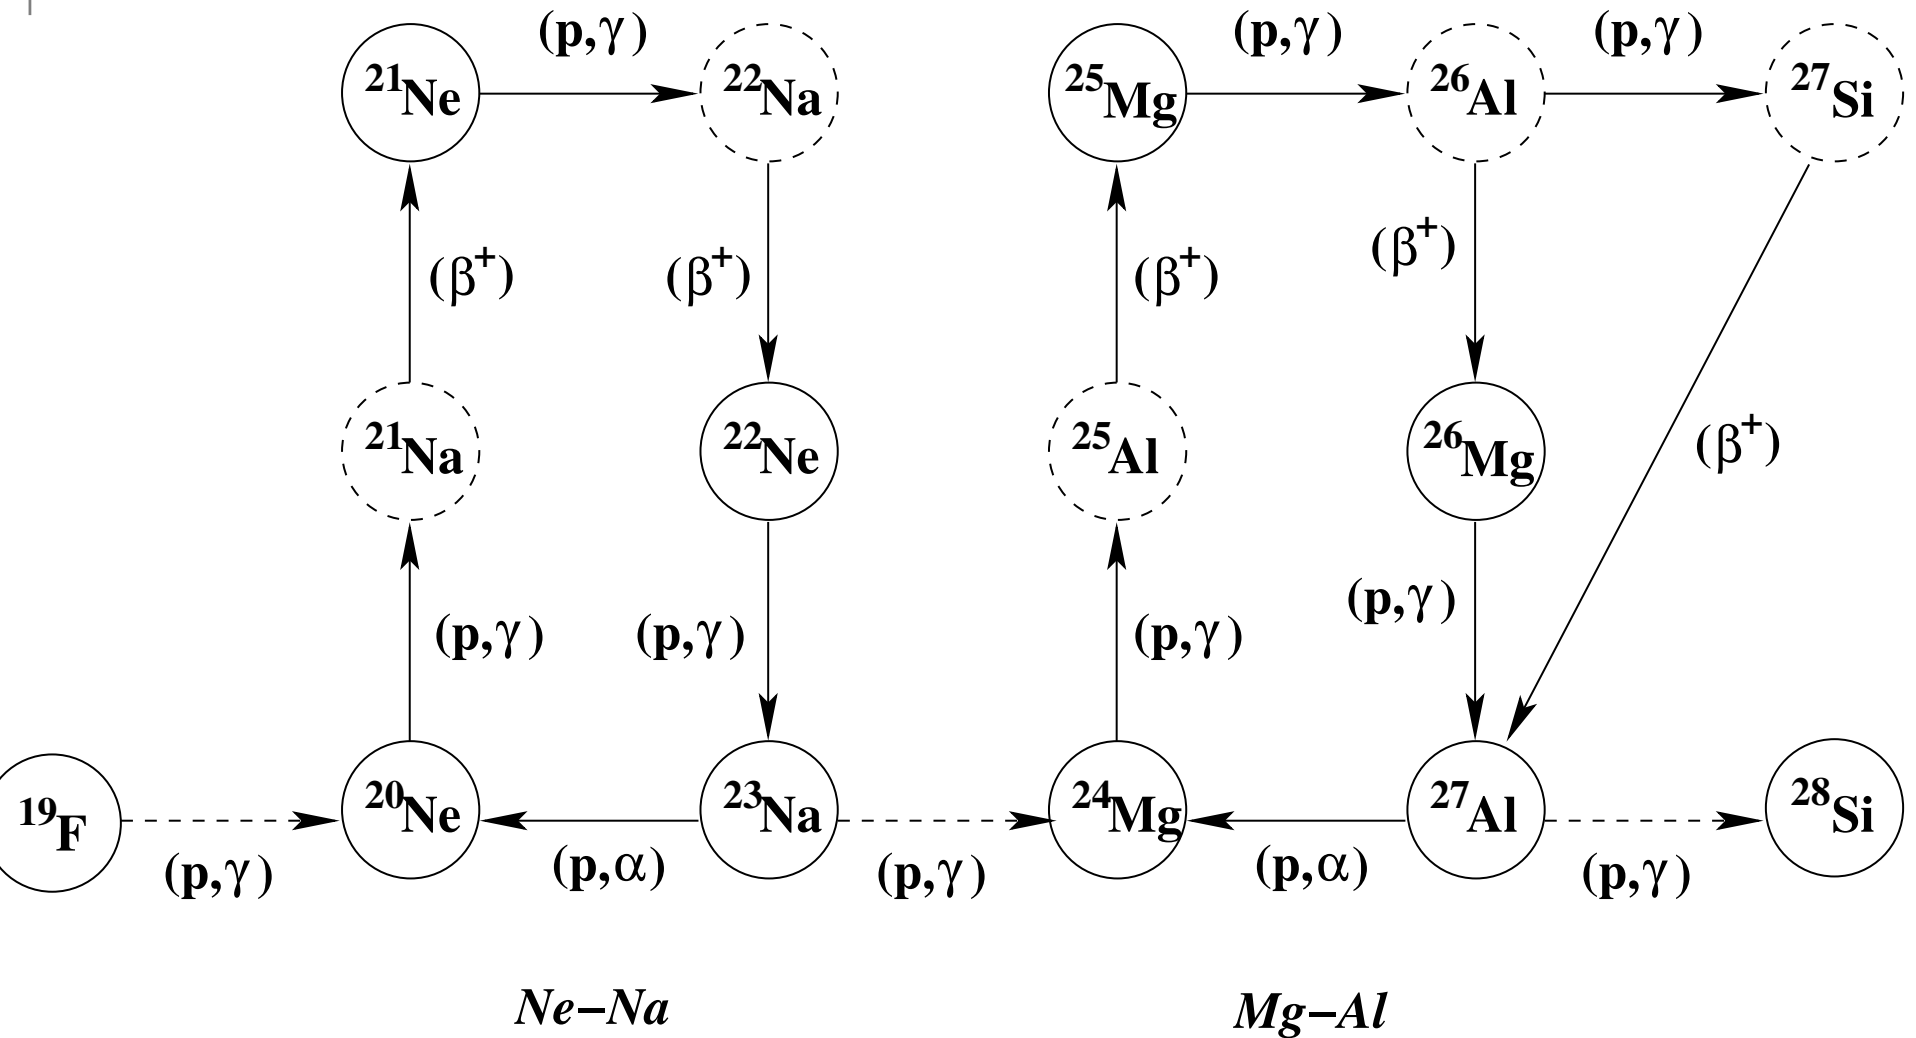 (p,γ) (p,γ) (p,γ)
²¹Ne ²²Na ²⁵Mg ²⁶Al ²⁷Si
(β⁺) (β⁺) (β⁺) (β⁺)
²¹Na ²²Ne ²⁵Al ²⁶Mg (β⁺)
(p,γ) (p,γ) (p,γ) (p,γ)
¹⁹F ²⁰Ne ²³Na ²⁴Mg ²⁷Al ²⁸Si
(p,γ) (p,α) (p,γ) (p,α) (p,γ)
Ne–Na Mg–Al